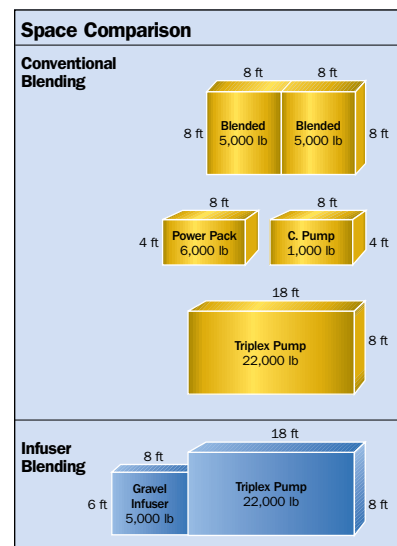 Space Comparison
Conventional
Blending
8 ft 8 ft
8 ft Blended Blended 8 ft
5,000 lb 5,000 lb
8 ft 8 ft
4 ft Power Pack C. Pump 4 ft
6,000 lb 1,000 lb
18 ft
Triplex Pump 8 ft
22,000 lb
Infuser
Blending
18 ft
8 ft
6 ft Gravel Triplex Pump 8 ft
Infuser 22,000 lb
5,000 lb